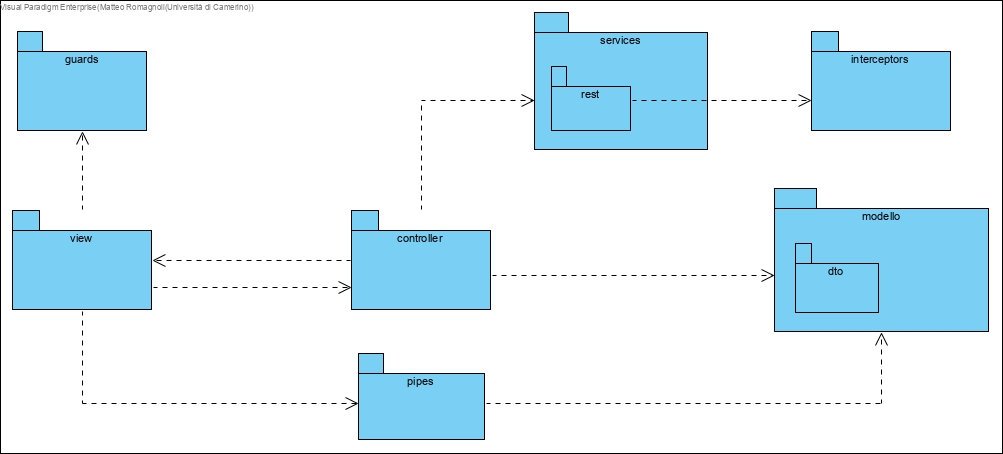 Visual Paradigm Enterprise(Matteo Romagnoli(Università di Camerino))
guards
services
rest
interceptors
view
controller
modello
dto
pipes